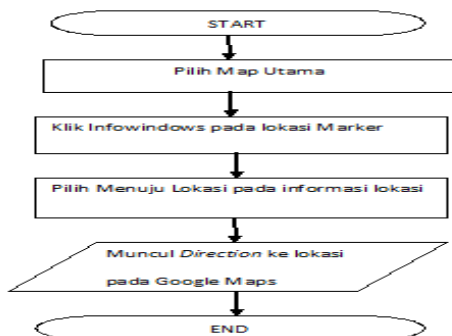 START
Pilih Map Utama
Klik Infowindows pada lokasi Marker
Pilih Menuju Lokasi pada informasi lokasi
Muncul Direction ke lokasi
pada Google Maps
END